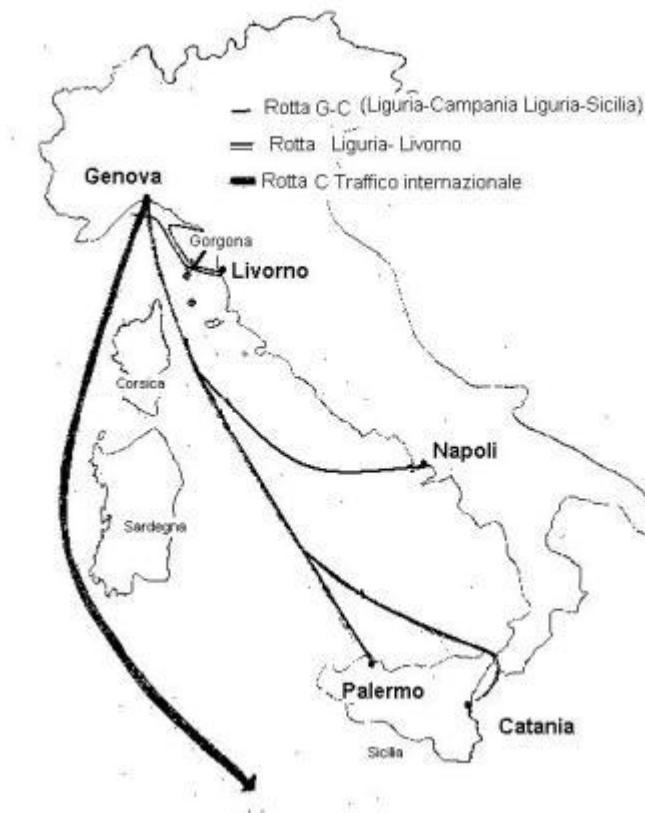 Rotta G-C (Liguria-Campania Liguria-Sicilia)
Rotta Liguria- Livorno
Rotta C Traffico internazionale
Genova
Gorgona
Livorno
Corsica
Napoli
Sardegna
Palermo
Catania
Sicilia